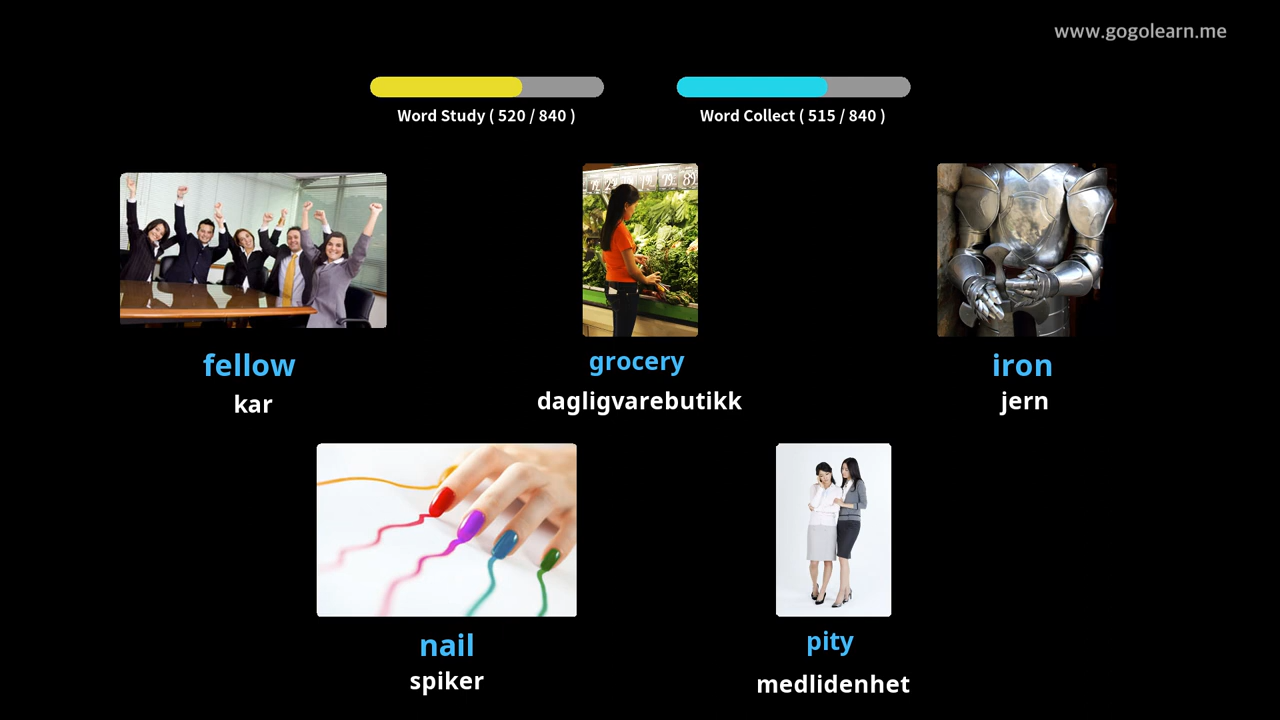 www.gogolearn.me
Word Study ( 520 / 840 )
Word Collect ( 515 / 840 )
fellow
kar
grocery
dagligvarebutikk
iron
jern
nail
spiker
pity
medlidenhet